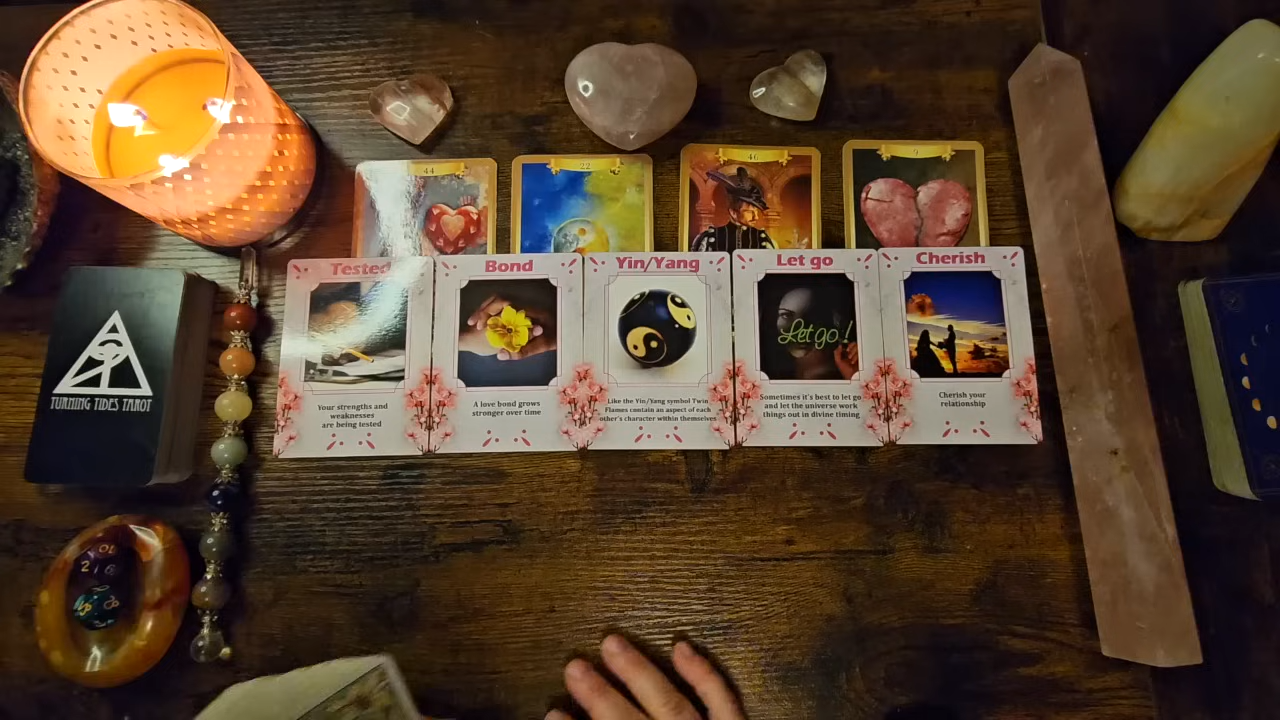 44
22
46
9
Tested
Your strengths and
weaknesses
are being tested
Bond
A love bond grows
stronger over time
Yin/Yang
Like the Yin/Yang symbol Twin
Flames contain an aspect of each
other's character within themselves
Let go
Let go!
Sometimes it's best to let go
and let the universe work
things out in divine timing
Cherish
Cherish your
relationship
TURNING TIDES TAROT
10
2
16